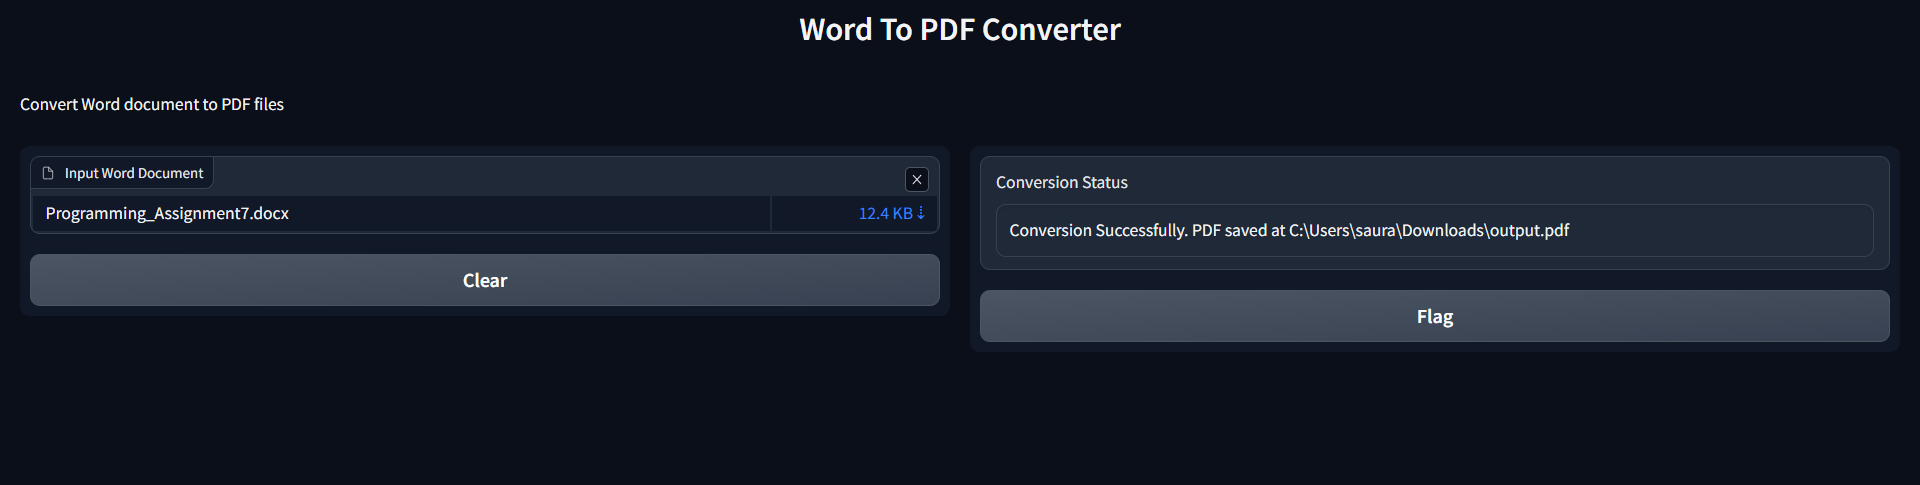 Word To PDF Converter
Convert Word document to PDF files
Input Word Document
Programming_Assignment7.docx
12.4 KB⇣
Clear
Conversion Status
Conversion Successfully. PDF saved at C:\Users\saura\Downloads\output.pdf
Flag